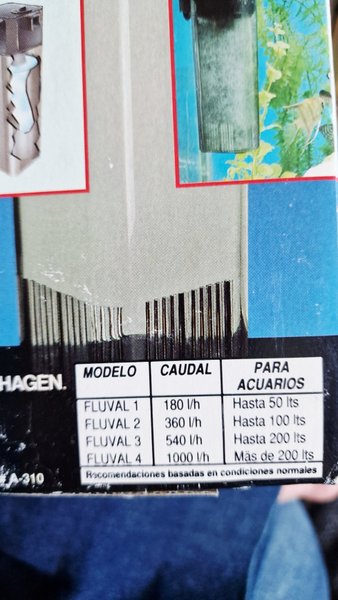 HAGEN.
MODELO CAUDAL PARA ACUARIOS
FLUVAL 1 180 l/h Hasta 50 lts
FLUVAL 2 360 l/h Hasta 100 lts
FLUVAL 3 540 l/h Hasta 200 lts
FLUVAL 4 1000 l/h Más de 200 lts
Recomendaciones basadas en condiciones normales
A-310